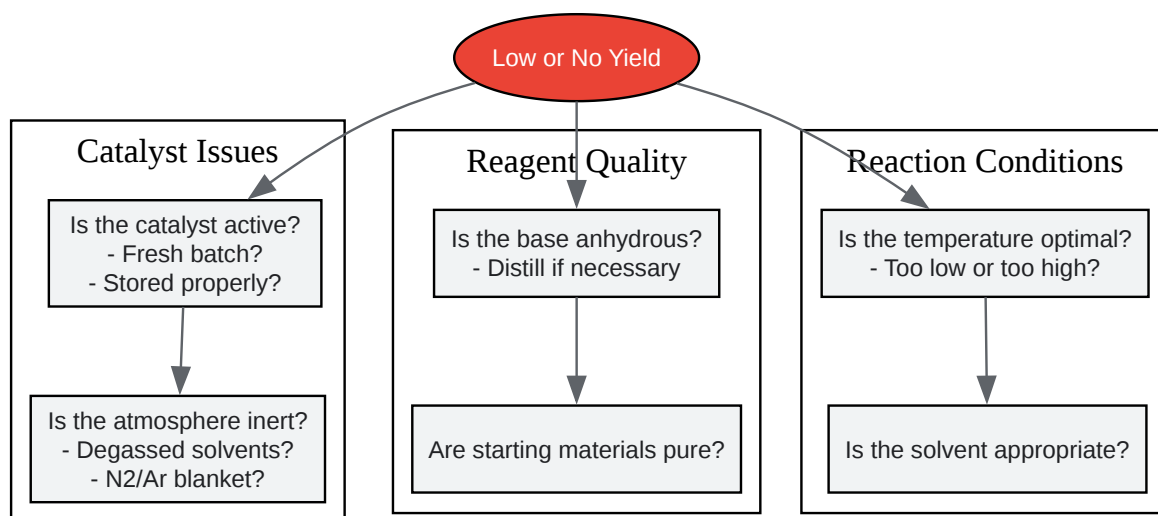 Low or No Yield
Catalyst Issues
Is the catalyst active?
- Fresh batch?
- Stored properly?
Is the atmosphere inert?
- Degassed solvents?
- N2/Ar blanket?
Reagent Quality
Is the base anhydrous?
- Distill if necessary
Are starting materials pure?
Reaction Conditions
Is the temperature optimal?
- Too low or too high?
Is the solvent appropriate?